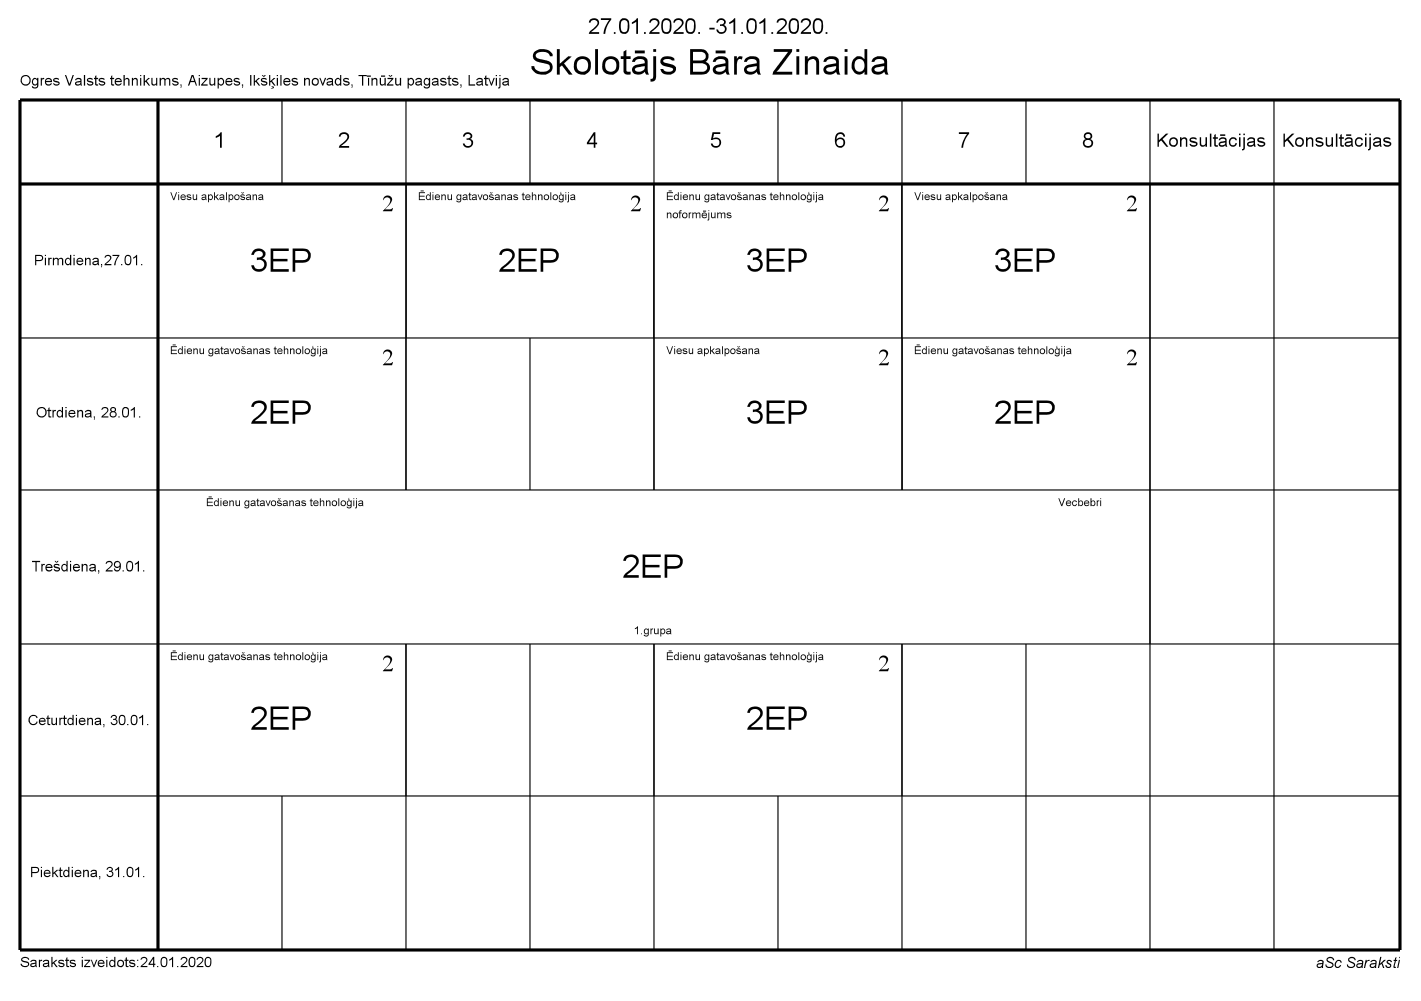 27.01.2020. -31.01.2020.
Skolotājs Bāra Zinaida
Ogres Valsts tehnikums, Aizupes, Ikšķiles novads, Tīnūžu pagasts, Latvija
1 2 3 4 5 6 7 8 Konsultācijas Konsultācijas
Viesu apkalpošana 2 Ēdienu gatavošanas tehnoloģija 2 Ēdienu gatavošanas tehnoloģija 2 Viesu apkalpošana 2
noformējums
Pirmdiena,27.01. 3EP 2EP 3EP 3EP
Ēdienu gatavošanas tehnoloģija 2 Viesu apkalpošana 2 Ēdienu gatavošanas tehnoloģija 2
Otrdiena, 28.01. 2EP 3EP 2EP
Ēdienu gatavošanas tehnoloģija Vecbebri
Trešdiena, 29.01. 2EP
1.grupa
Ēdienu gatavošanas tehnoloģija 2 Ēdienu gatavošanas tehnoloģija 2
Ceturtdiena, 30.01. 2EP 2EP
Piektdiena, 31.01.
Saraksts izveidots:24.01.2020 aSc Saraksti